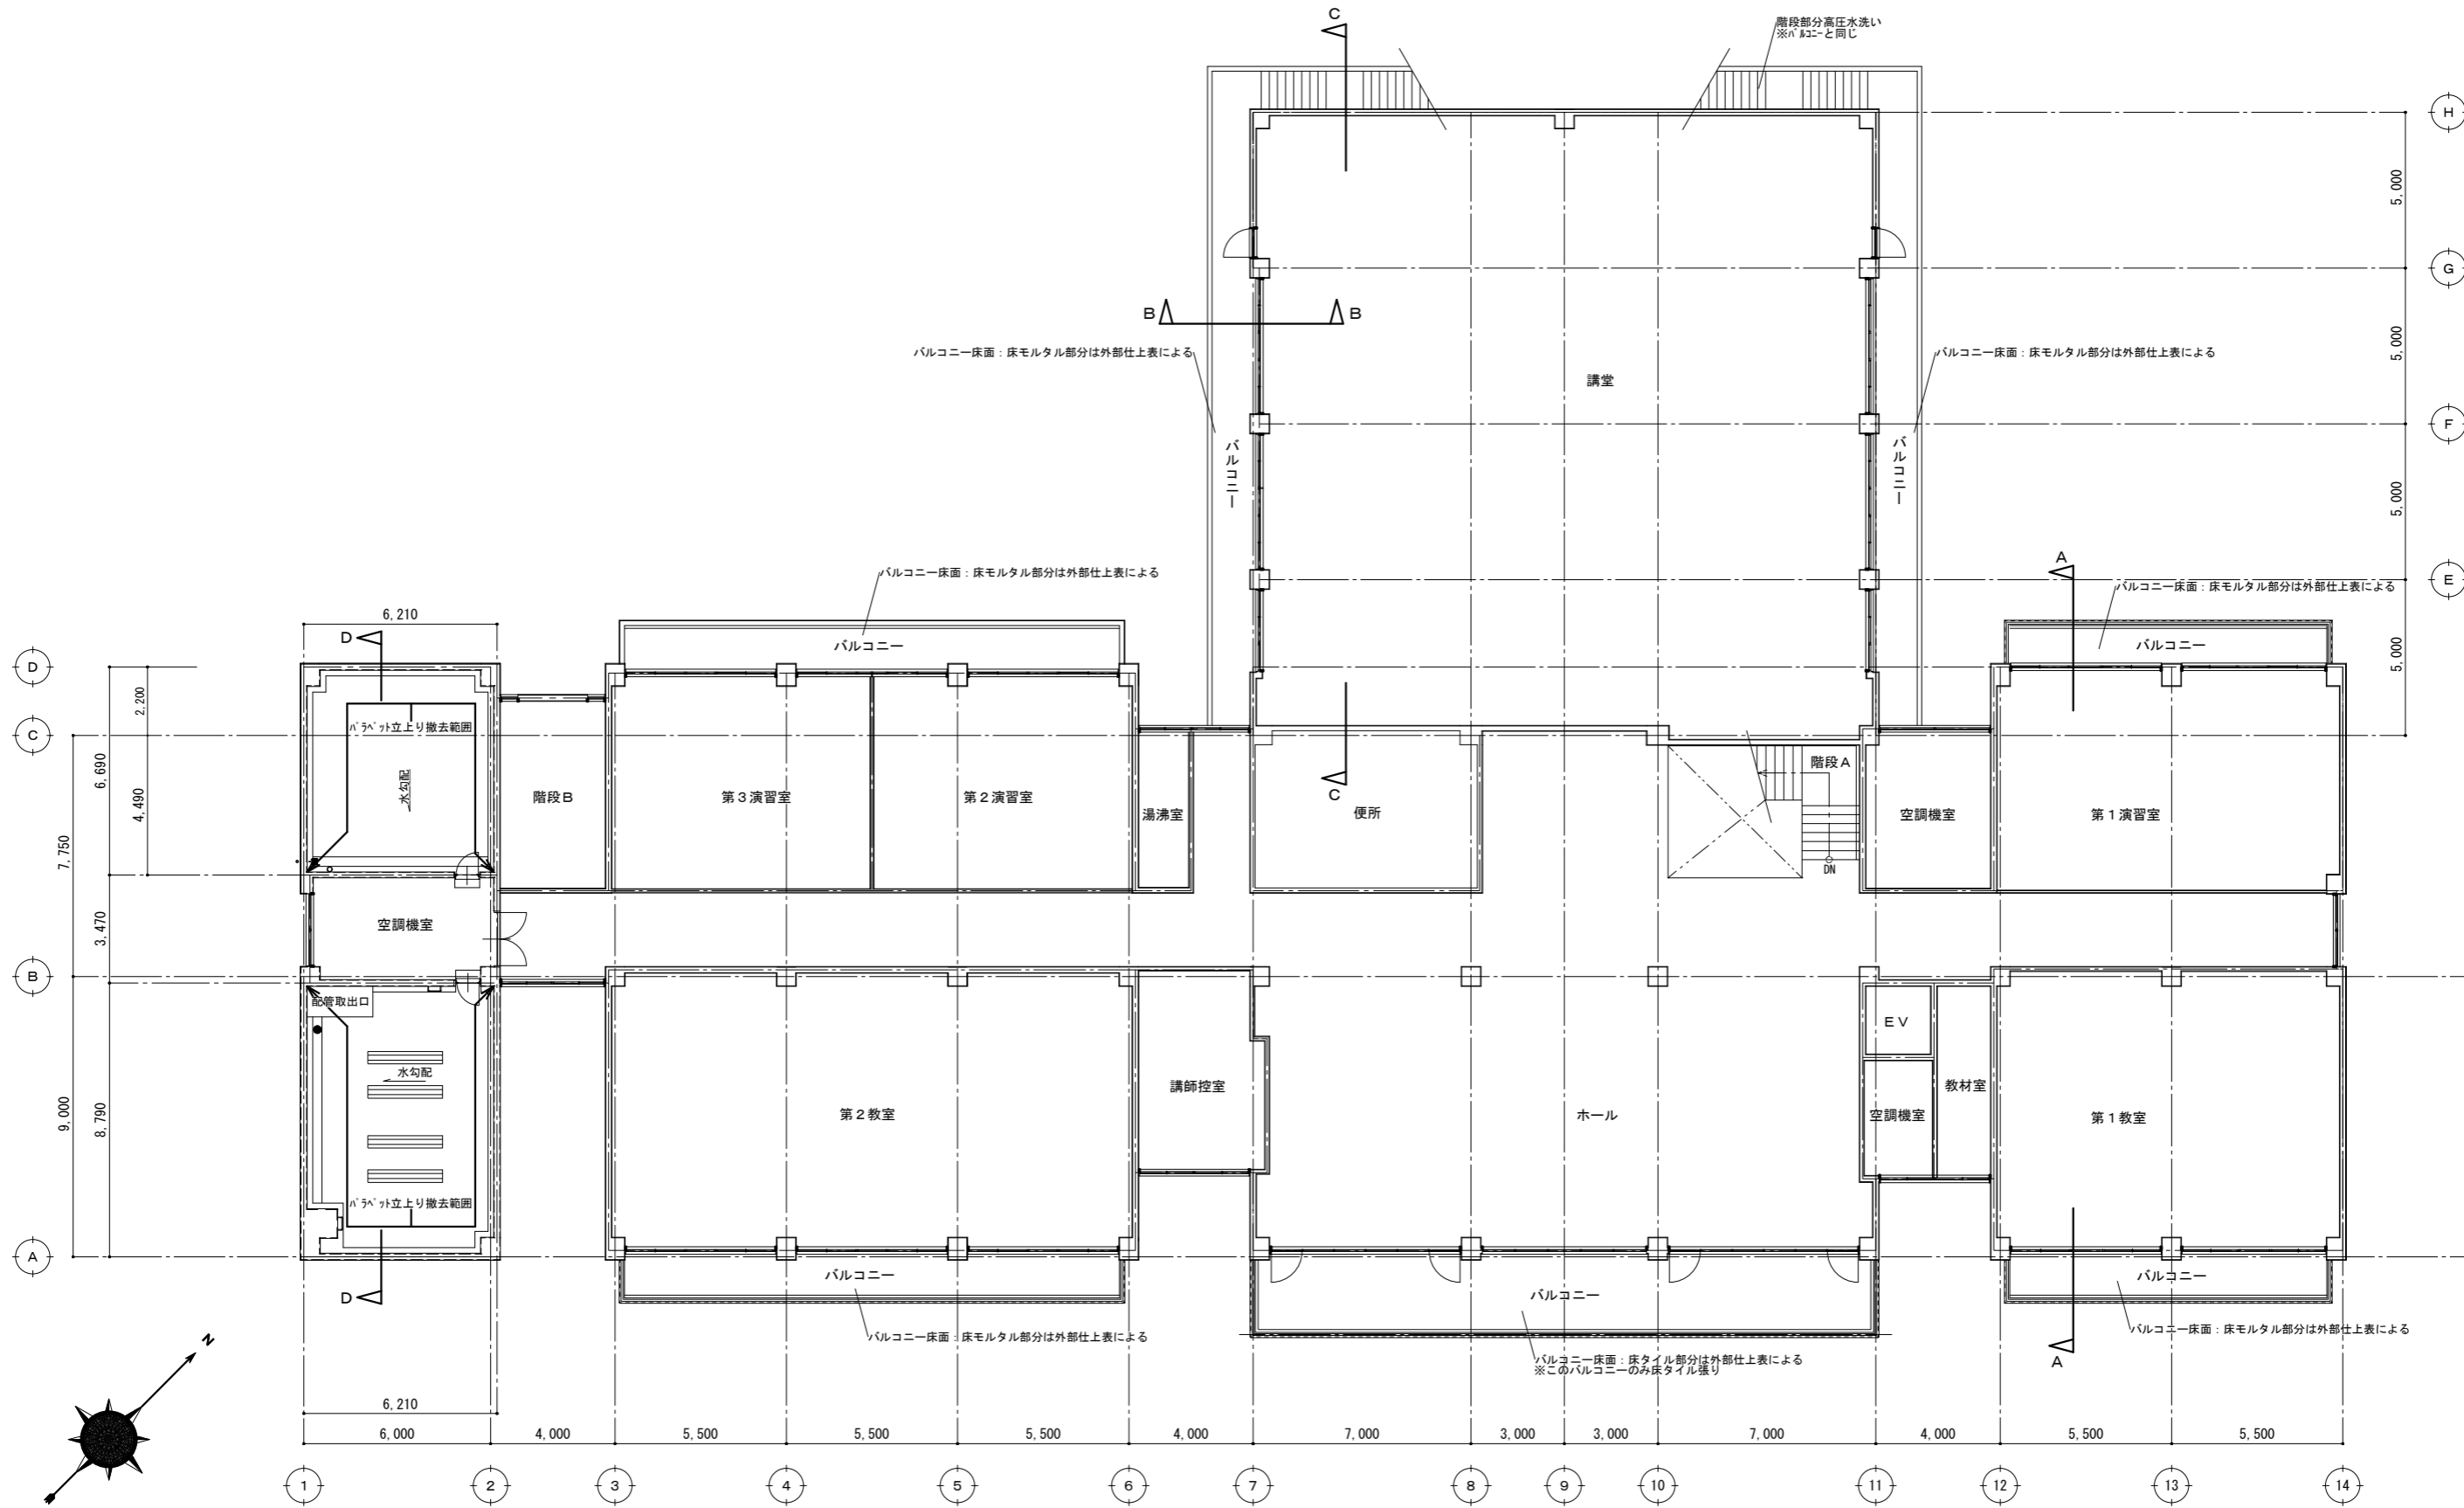 C
階段部分高圧水洗い
※バルコニーと同じ
H
5,000
G
B
B
バルコニー床面：床モルタル部分は外部仕上表による
バルコニー床面：床モルタル部分は外部仕上表による
5,000
講堂
F
バルコニー
バルコニー
5,000
A
バルコニー床面：床モルタル部分は外部仕上表による
バルコニー床面：床モルタル部分は外部仕上表による
E
6,210
D
バルコニー
バルコニー
5,000
D
2,200
パラペット立上り撤去範囲
C
6,690
水勾配
4,490
7,750
階段B
第3演習室
第2演習室
湯沸室
便所
C
階段A
DN
空調機室
第1演習室
空調機室
3,470
B
配管取出口
EV
水勾配
講師控室
教材室
空調機室
第2教室
ホール
第1教室
9,000
8,790
パラペット立上り撤去範囲
A
D
バルコニー
バルコニー
バルコニー
バルコニー床面：床モルタル部分は外部仕上表による
バルコニー床面：床モルタル部分は外部仕上表による
バルコニー床面：床タイル部分は外部仕上表による
※このバルコニーのみ床タイル張り
A
N
6,210
6,000
4,000
5,500
5,500
5,500
4,000
7,000
3,000
3,000
7,000
4,000
5,500
5,500
1
2
3
4
5
6
7
8
9
10
11
12
13
14